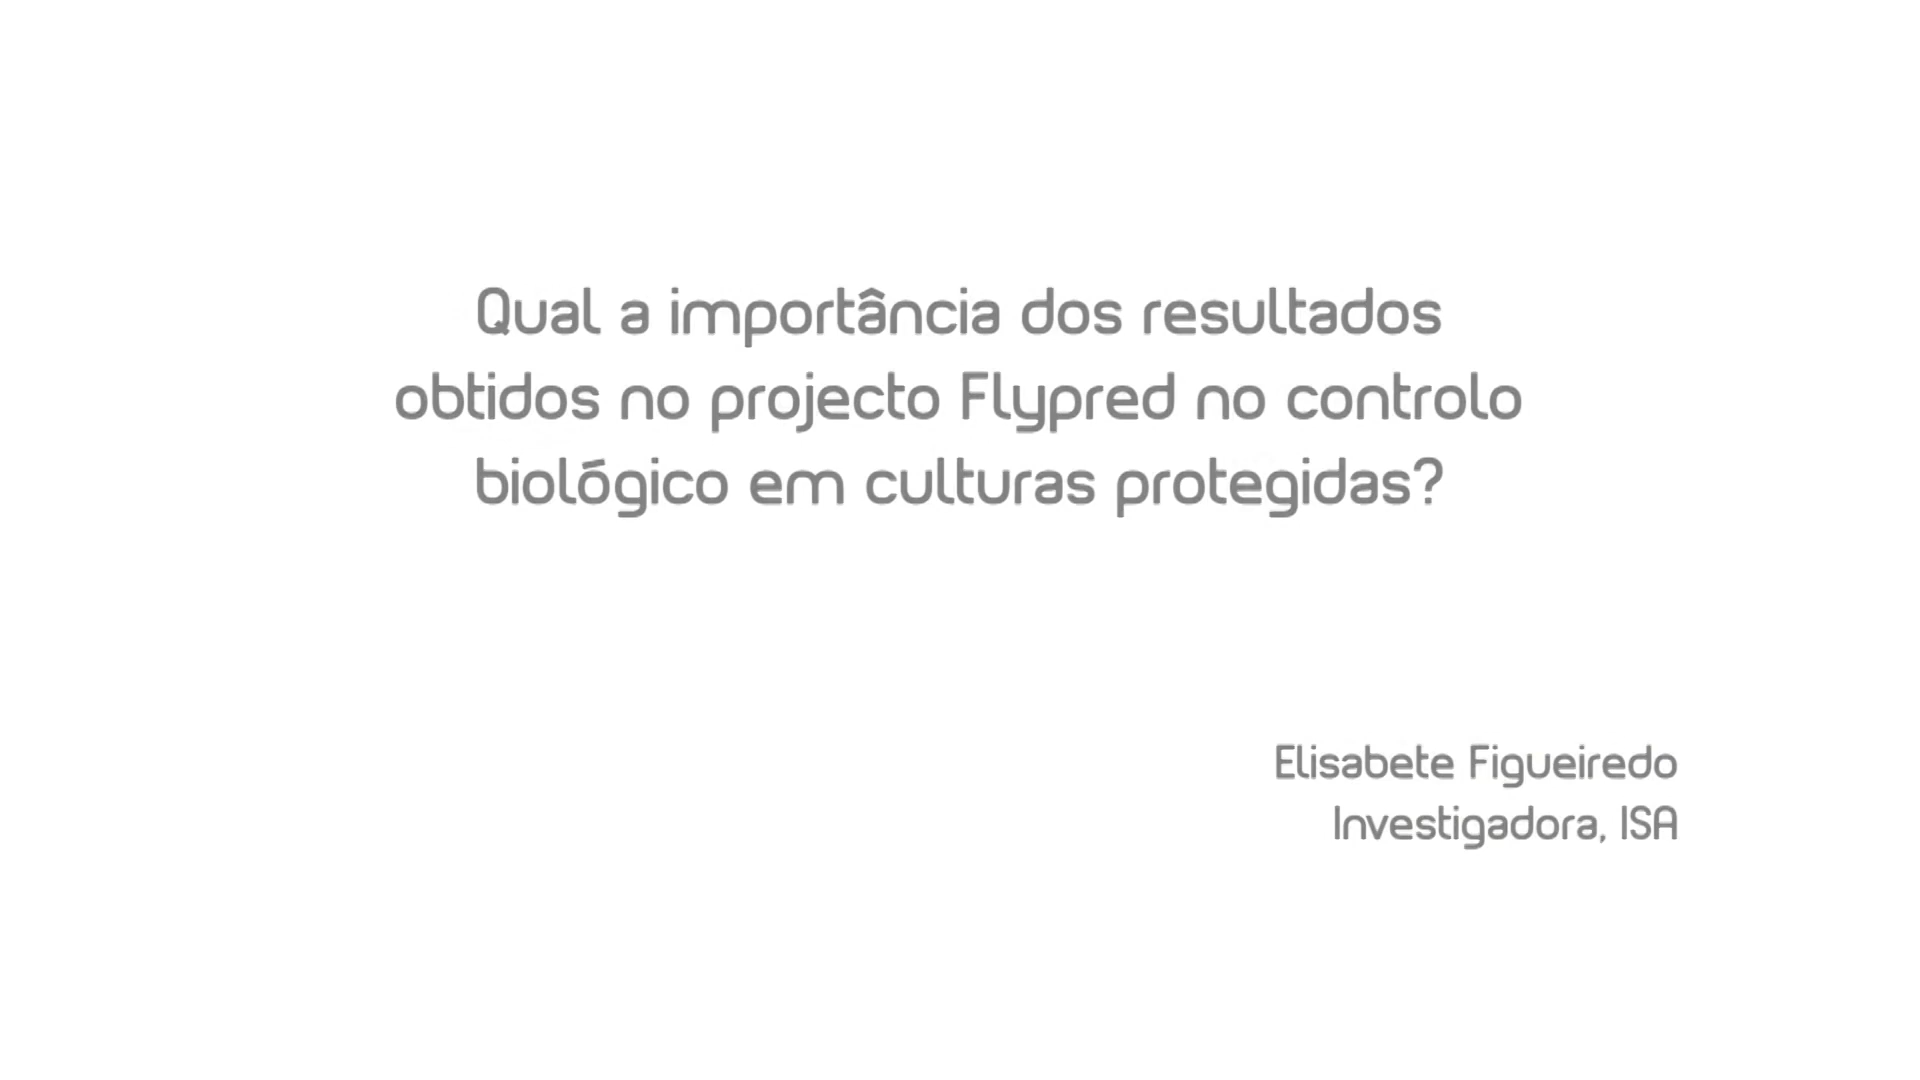 Qual a importância dos resultados
obtidos no projecto Flypred no controlo
biológico em culturas protegidas?
Elisabete Figueiredo
Investigadora, ISA